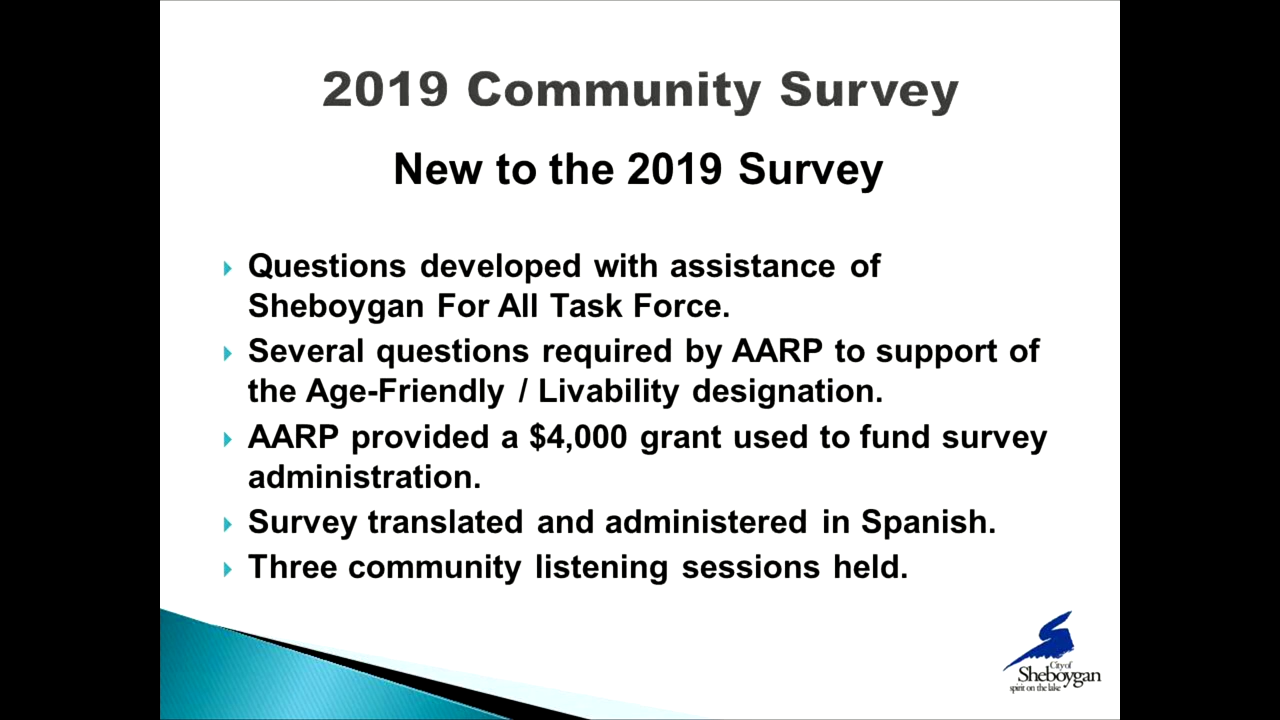 2019 Community Survey
New to the 2019 Survey
Questions developed with assistance of
Sheboygan For All Task Force.
Several questions required by AARP to support of
the Age-Friendly / Livability designation.
AARP provided a $4,000 grant used to fund survey
administration.
Survey translated and administered in Spanish.
Three community listening sessions held.
City of
Sheboygan
spirit on the lake